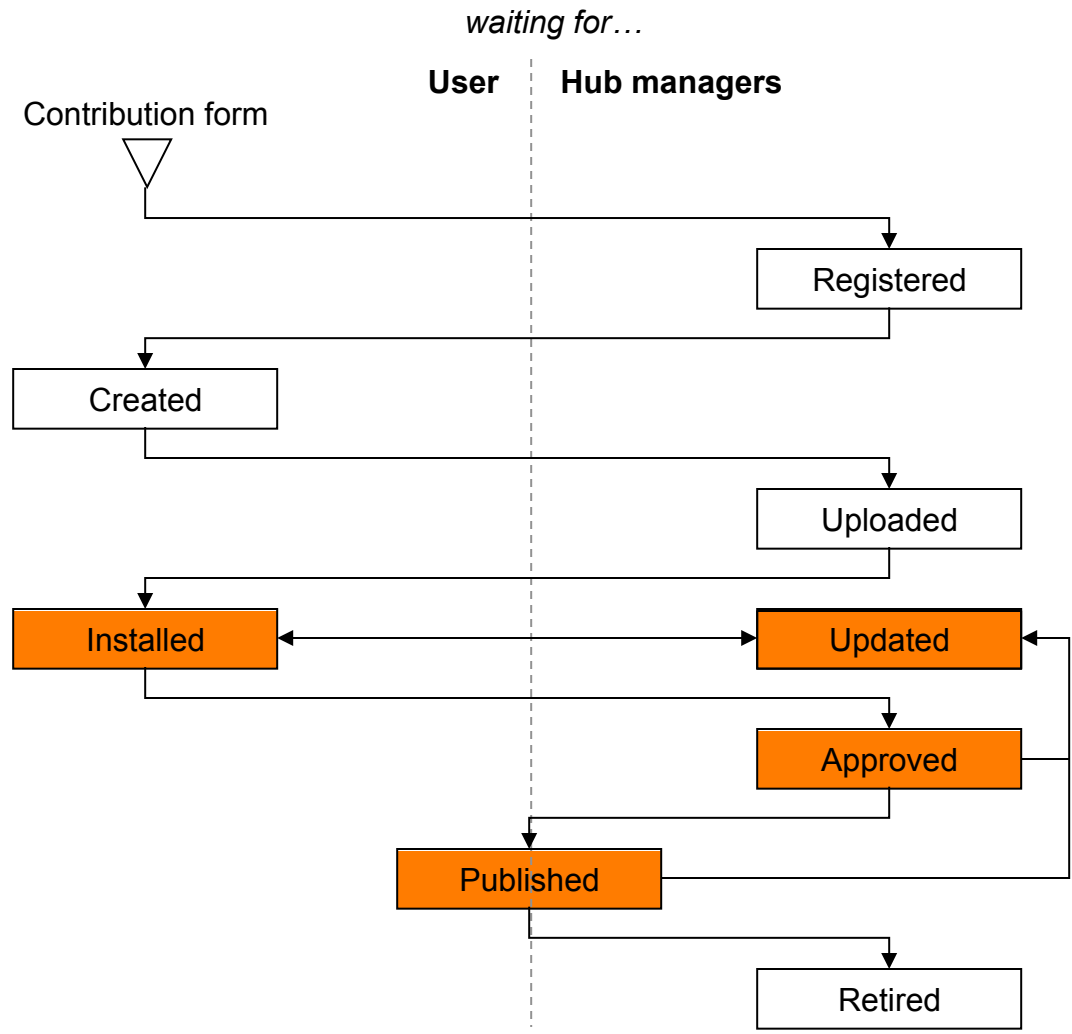 waiting for…
User
Hub managers
Contribution form
Registered
Created
Uploaded
Installed
Updated
Approved
Published
Retired